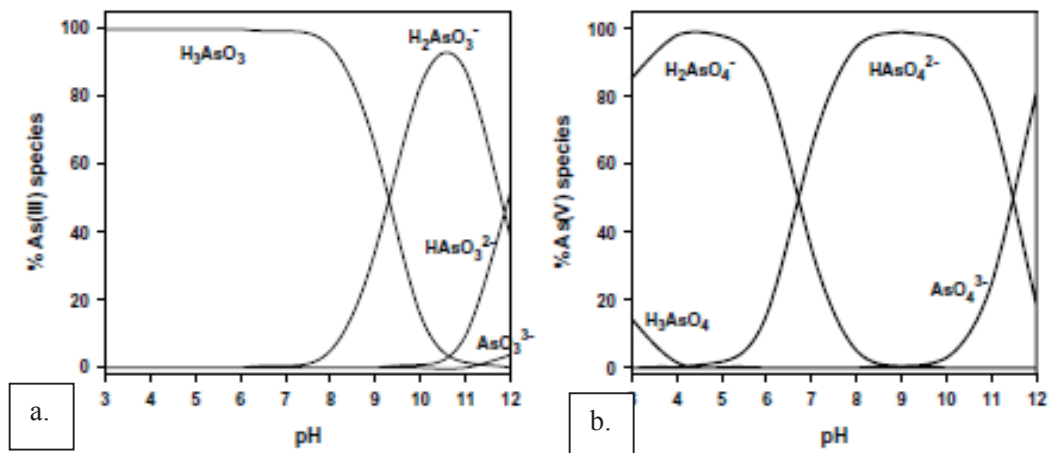 % As(III) species
100
80
60
40
20
0
H₃AsO₃
H₂AsO₃⁻
HAsO₃²⁻
AsO₃³⁻
3 4 5 6 7 8 9 10 11 12
pH
a.
%As(V) species
100
80
60
40
20
0
H₂AsO₄⁻
HAsO₄²⁻
H₃AsO₄
AsO₄³⁻
3 4 5 6 7 8 9 10 11 12
pH
b.